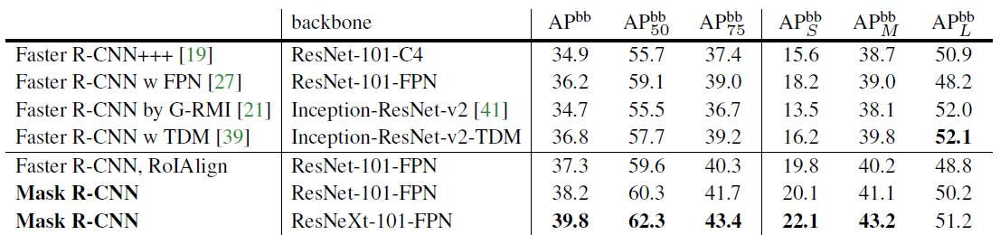 backbone AP^bb AP^bb_50 AP^bb_75 AP^bb_S AP^bb_M AP^bb_L
Faster R-CNN+++ [19] ResNet-101-C4 34.9 55.7 37.4 15.6 38.7 50.9
Faster R-CNN w FPN [27] ResNet-101-FPN 36.2 59.1 39.0 18.2 39.0 48.2
Faster R-CNN by G-RMI [21] Inception-ResNet-v2 [41] 34.7 55.5 36.7 13.5 38.1 52.0
Faster R-CNN w TDM [39] Inception-ResNet-v2-TDM 36.8 57.7 39.2 16.2 39.8 52.1
Faster R-CNN, RoIAlign ResNet-101-FPN 37.3 59.6 40.3 19.8 40.2 48.8
Mask R-CNN ResNet-101-FPN 38.2 60.3 41.7 20.1 41.1 50.2
Mask R-CNN ResNeXt-101-FPN 39.8 62.3 43.4 22.1 43.2 51.2